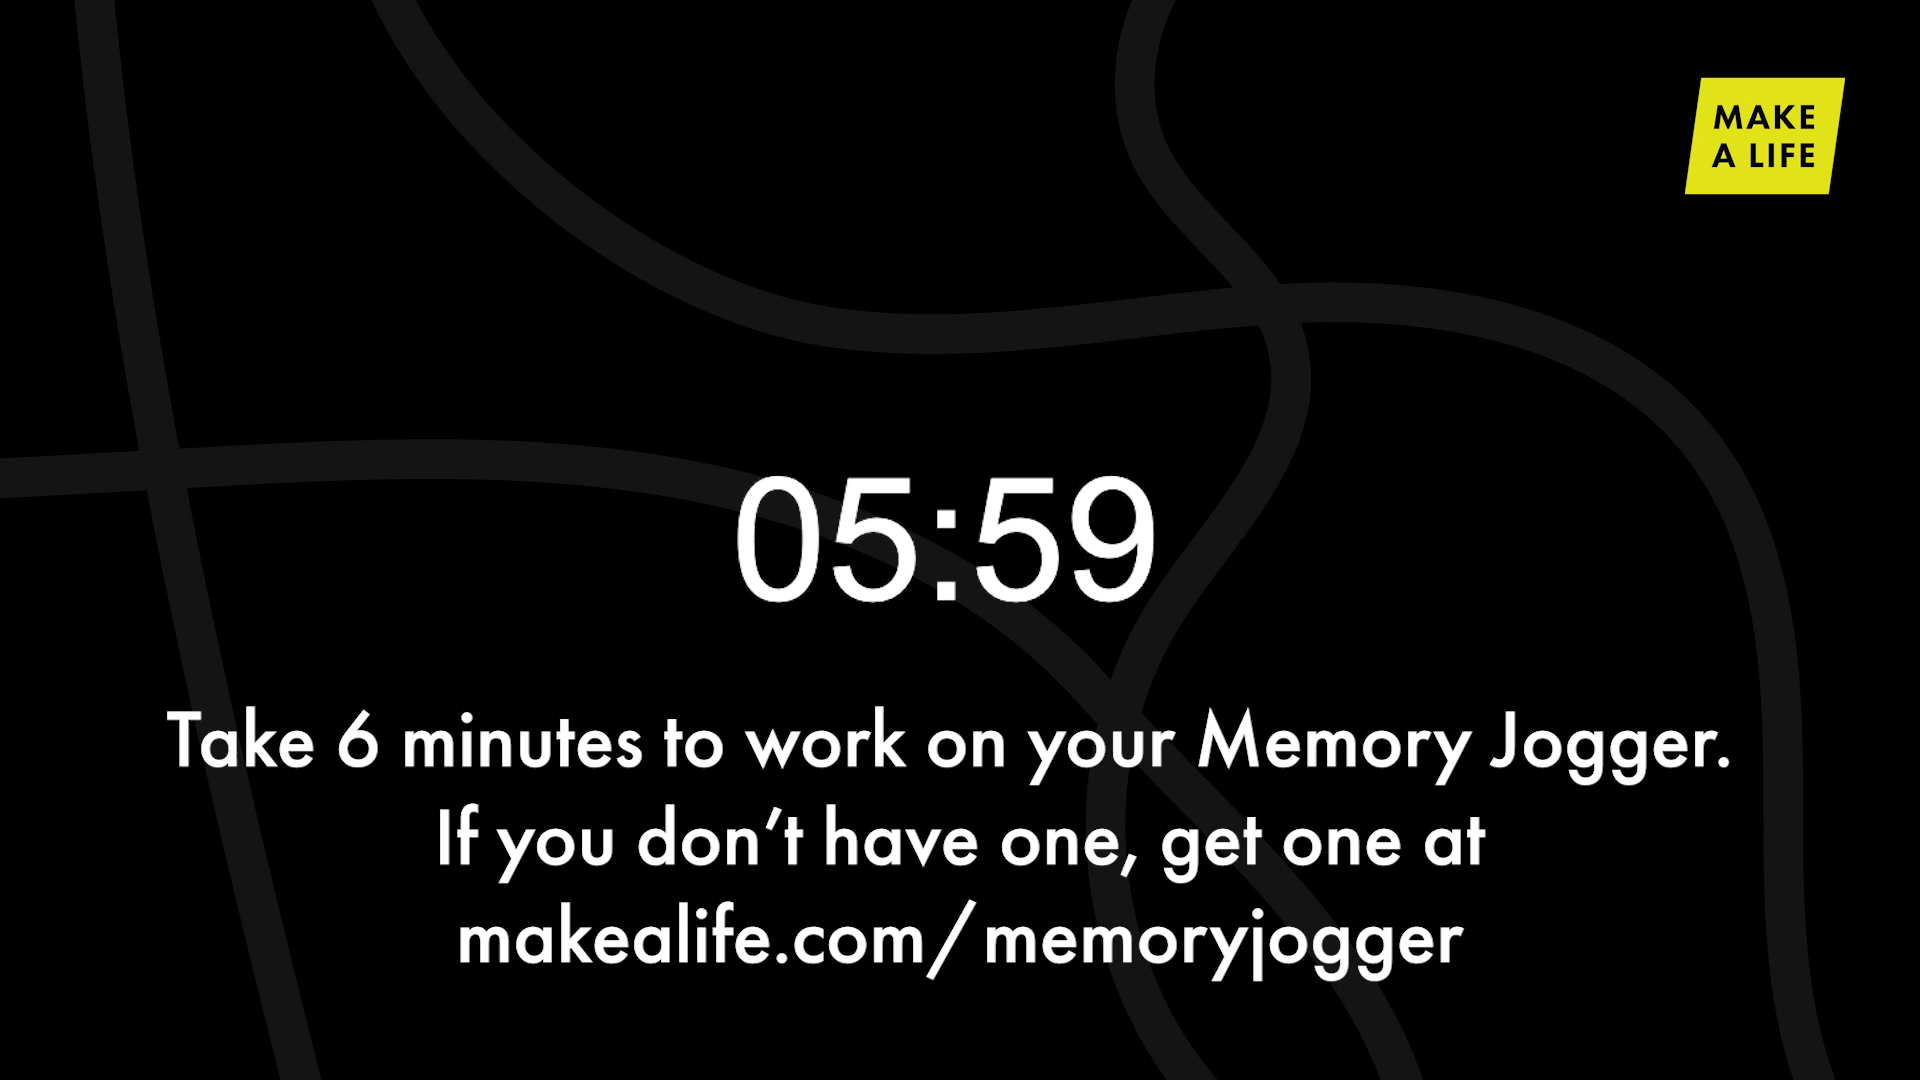 MAKE
A LIFE
05:59
Take 6 minutes to work on your Memory Jogger.
If you don’t have one, get one at
makealife.com/memoryjogger